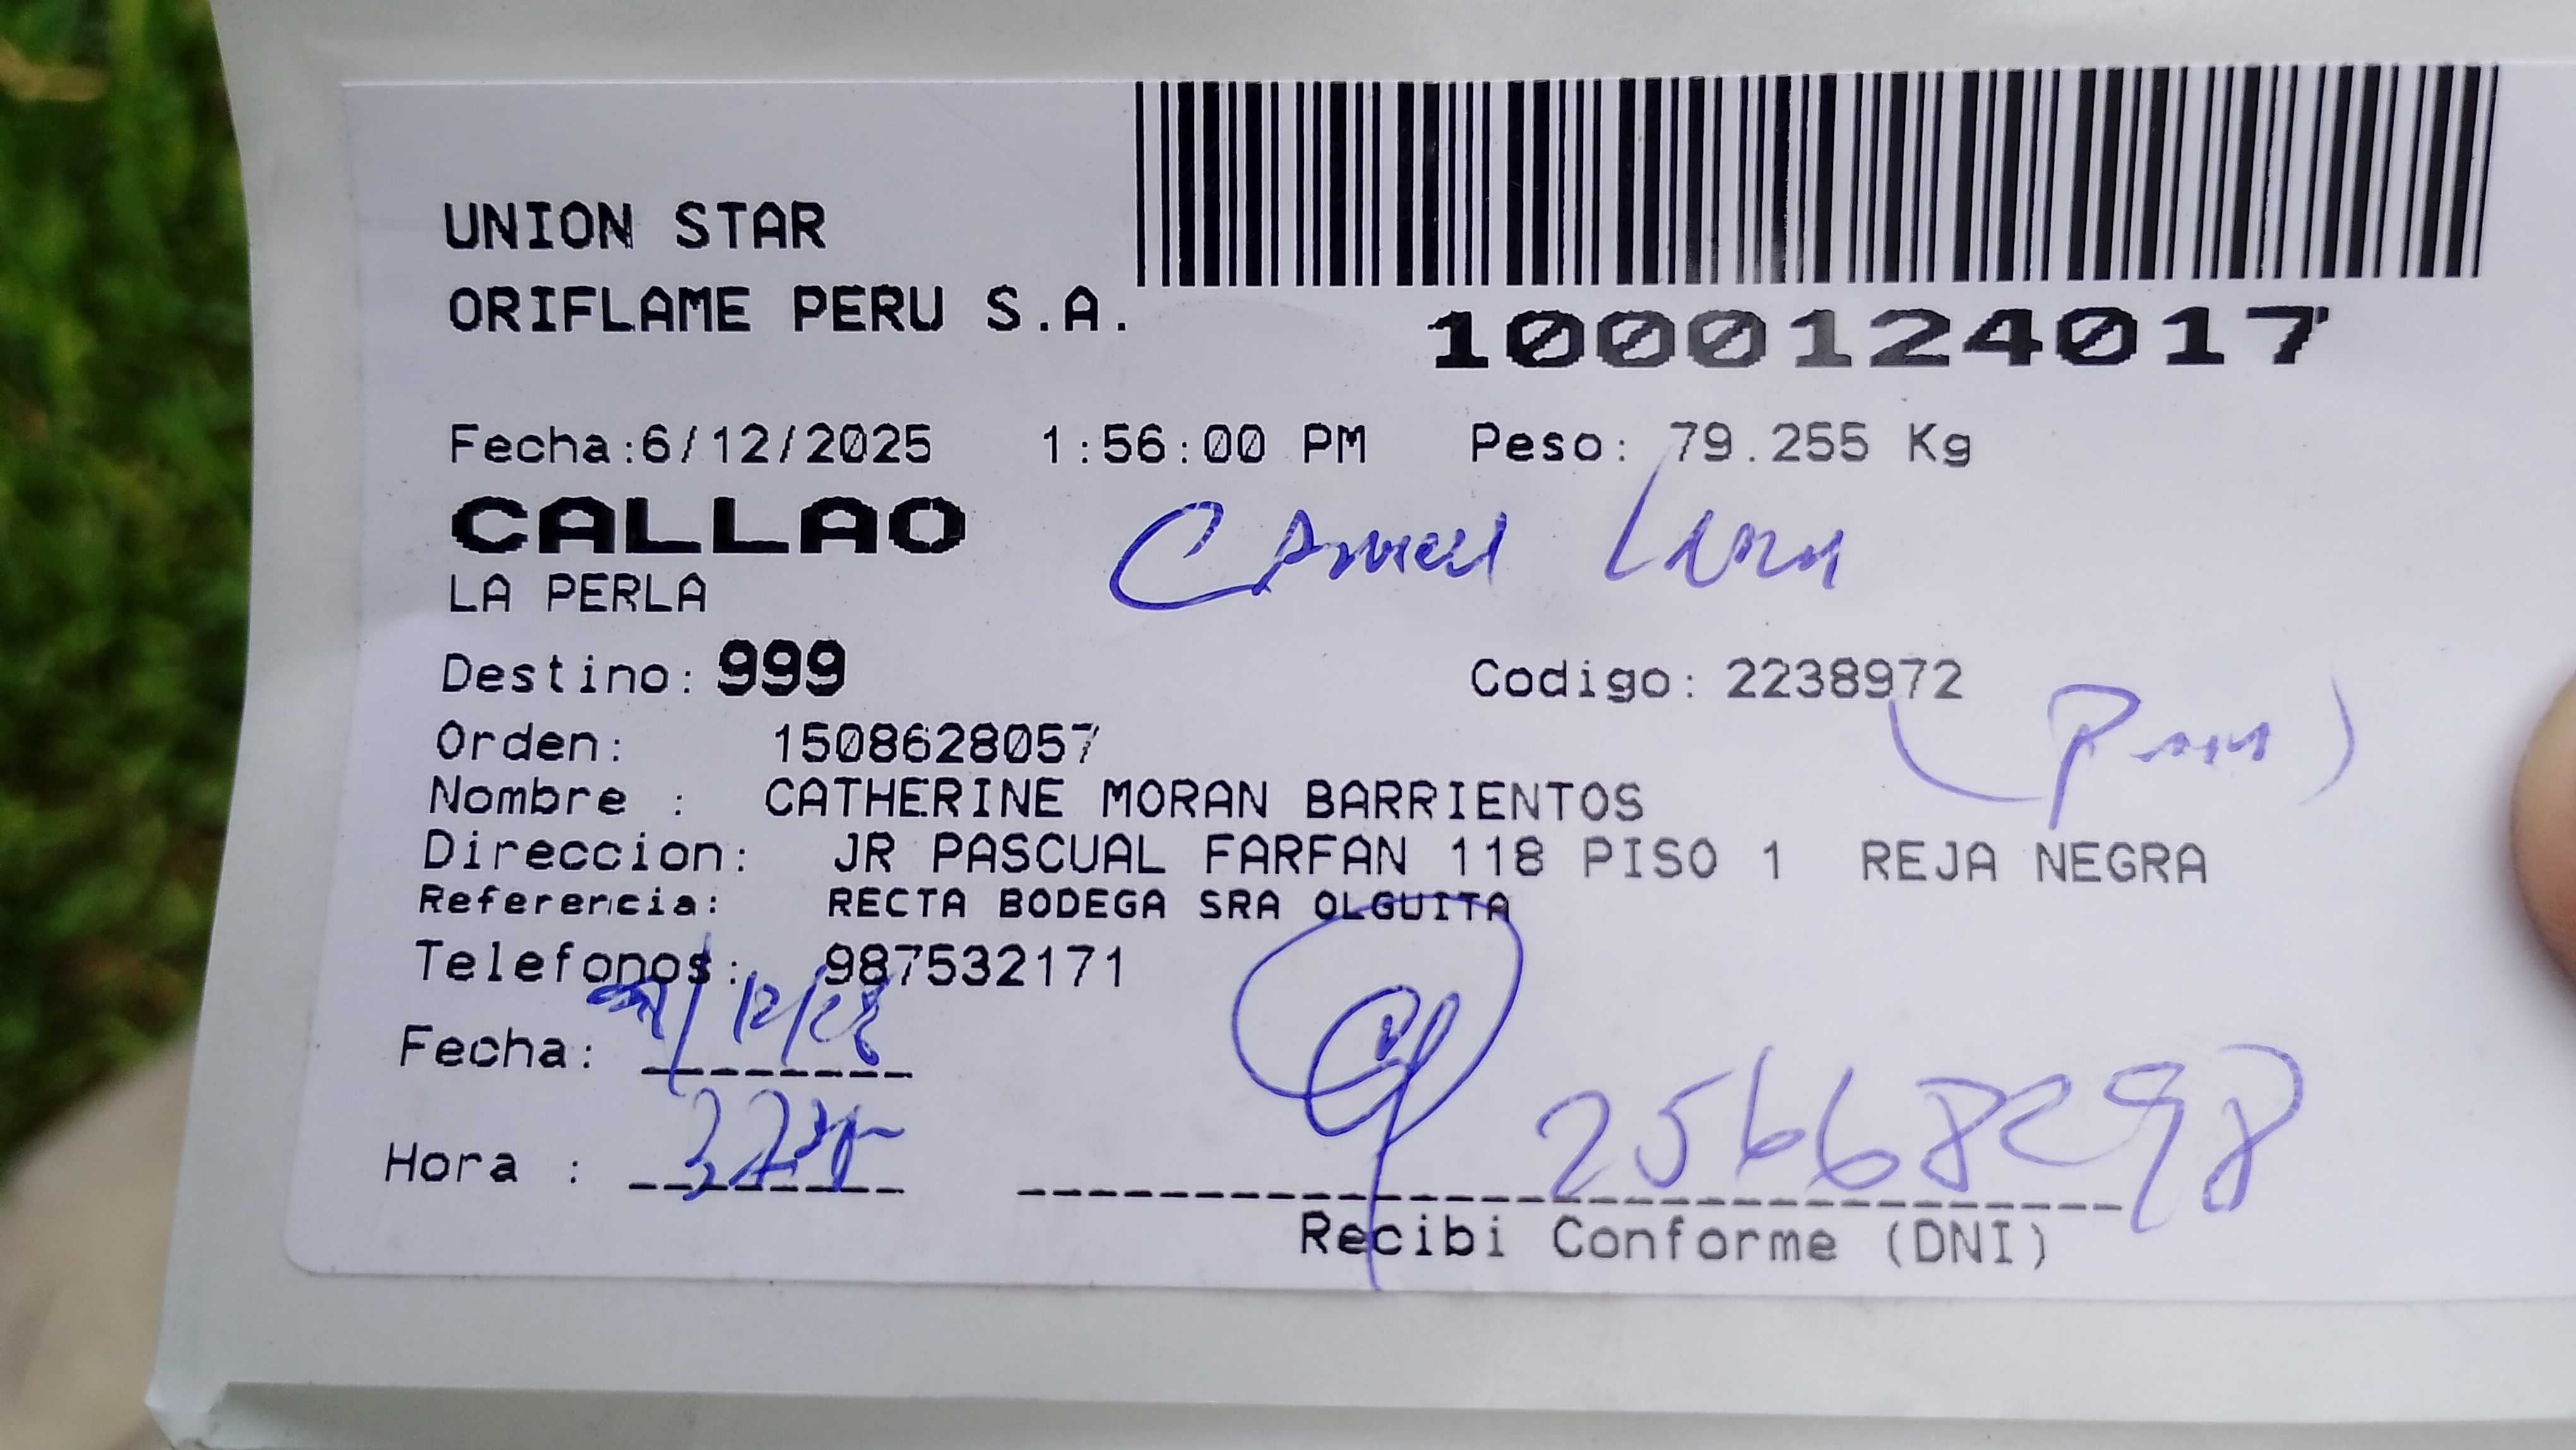 UNION STAR
ORIFLAME PERU S.A.
1000124017
Fecha:6/12/2025 1:56:00 PM Peso: 79.255 Kg
CALLAO
LA PERLA
Destino: 999 Codigo: 2238972
Orden: 1508628057
Nombre : CATHERINE MORAN BARRIENTOS
Direccion: JR PASCUAL FARFAN 118 PISO 1 REJA NEGRA
Referencia: RECTA BODEGA SRA OLGUITA
Telefonos: 987532171
Fecha:
Hora :
Recibi Conforme (DNI)